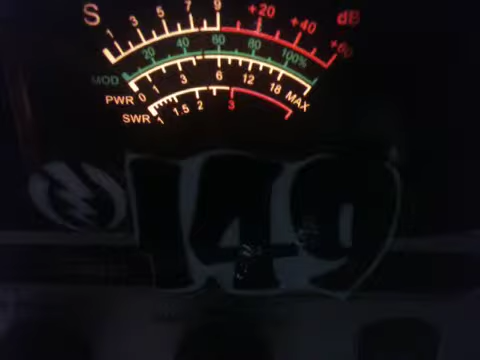 S 1 3 5 7 9 +20 +40 +60 dB
MOD 20 40 60 80 100%
PWR 0 1 3 6 12 18 MAX
SWR 1 1.5 2 3
149